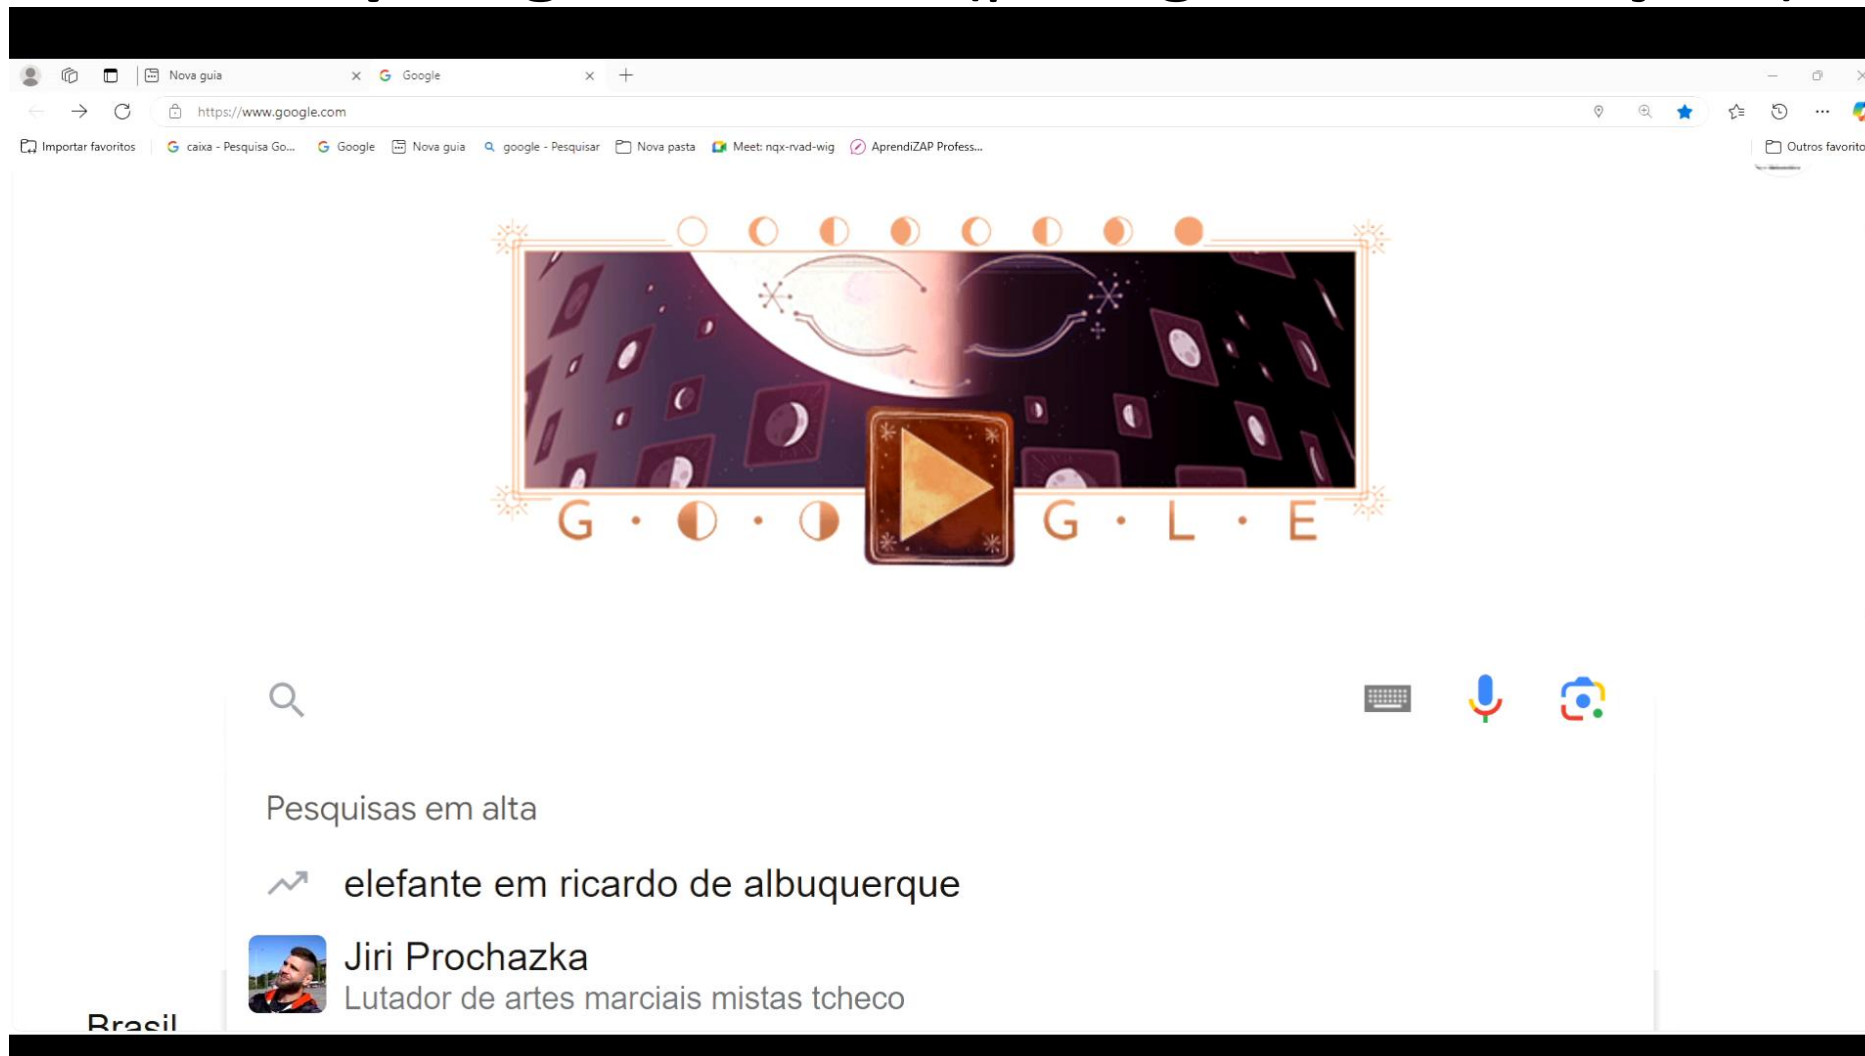 Nova guia
Google
https://www.google.com
Importar favoritos
caixa - Pesquisa Go...
Google
Nova guia
google - Pesquisar
Nova pasta
Meet: nqx-rvad-wig
AprendiZAP Profess...
Outros favorito
G · · G · L · E
Pesquisas em alta
elefante em ricardo de albuquerque
Jiri Prochazka
Lutador de artes marciais mistas tcheco
Brasil